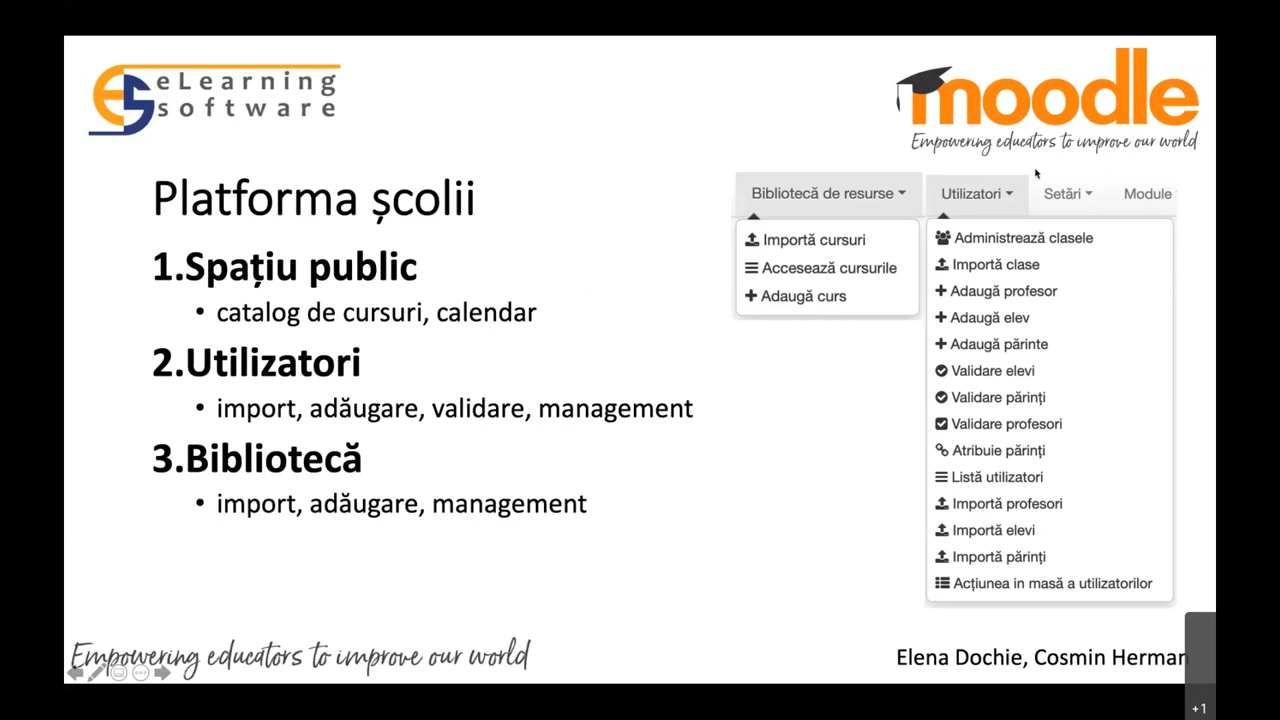 eLearning
software
moodle
Empowering educators to improve our world
Platforma școlii
1.Spațiu public
• catalog de cursuri, calendar
2.Utilizatori
• import, adăugare, validare, management
3.Bibliotecă
• import, adăugare, management
Bibliotecă de resurse
Importă cursuri
Accesează cursurile
Adaugă curs
Utilizatori
Setări
Module
Administrează clasele
Importă clase
Adaugă profesor
Adaugă elev
Adaugă părinte
Validare elevi
Validare părinți
Validare profesori
Atribuie părinți
Listă utilizatori
Importă profesori
Importă elevi
Importă părinți
Acțiunea in masă a utilizatorilor
Empowering educators to improve our world
Elena Dochie, Cosmin Herman
+1